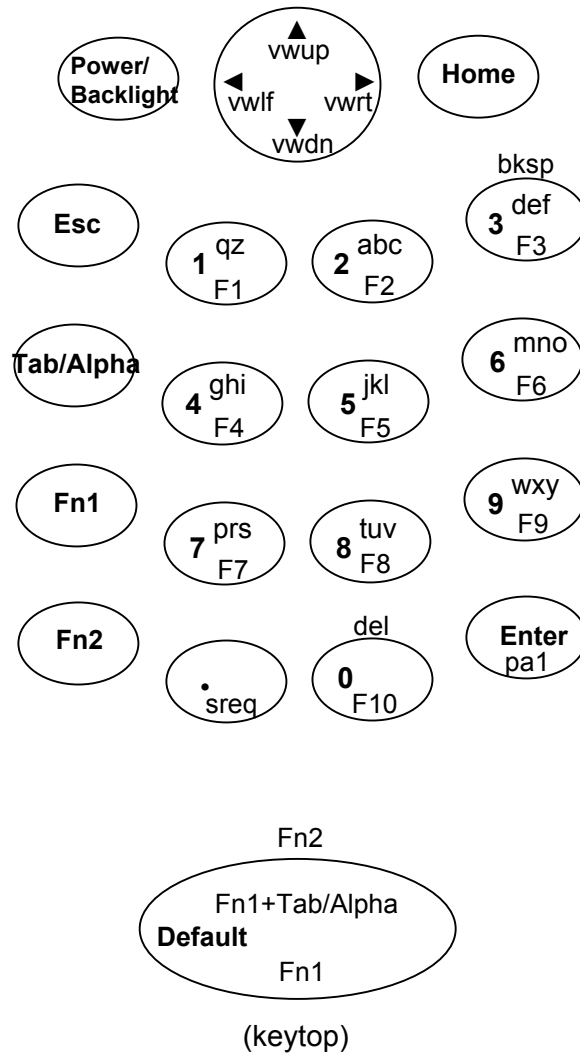 ▲
vwup
Power/
Backlight
◀ ▶
vwlf vwrt
▼
vwdn
Home
Esc
1 qz
F1
2 abc
F2
bksp
3 def
F3
Tab/Alpha
4 ghi
F4
5 jkl
F5
6 mno
F6
Fn1
7 prs
F7
8 tuv
F8
9 wxy
F9
Fn2
.
sreq
del
0
F10
Enter
pa1
Fn2
Fn1+Tab/Alpha
Default
Fn1
(keytop)